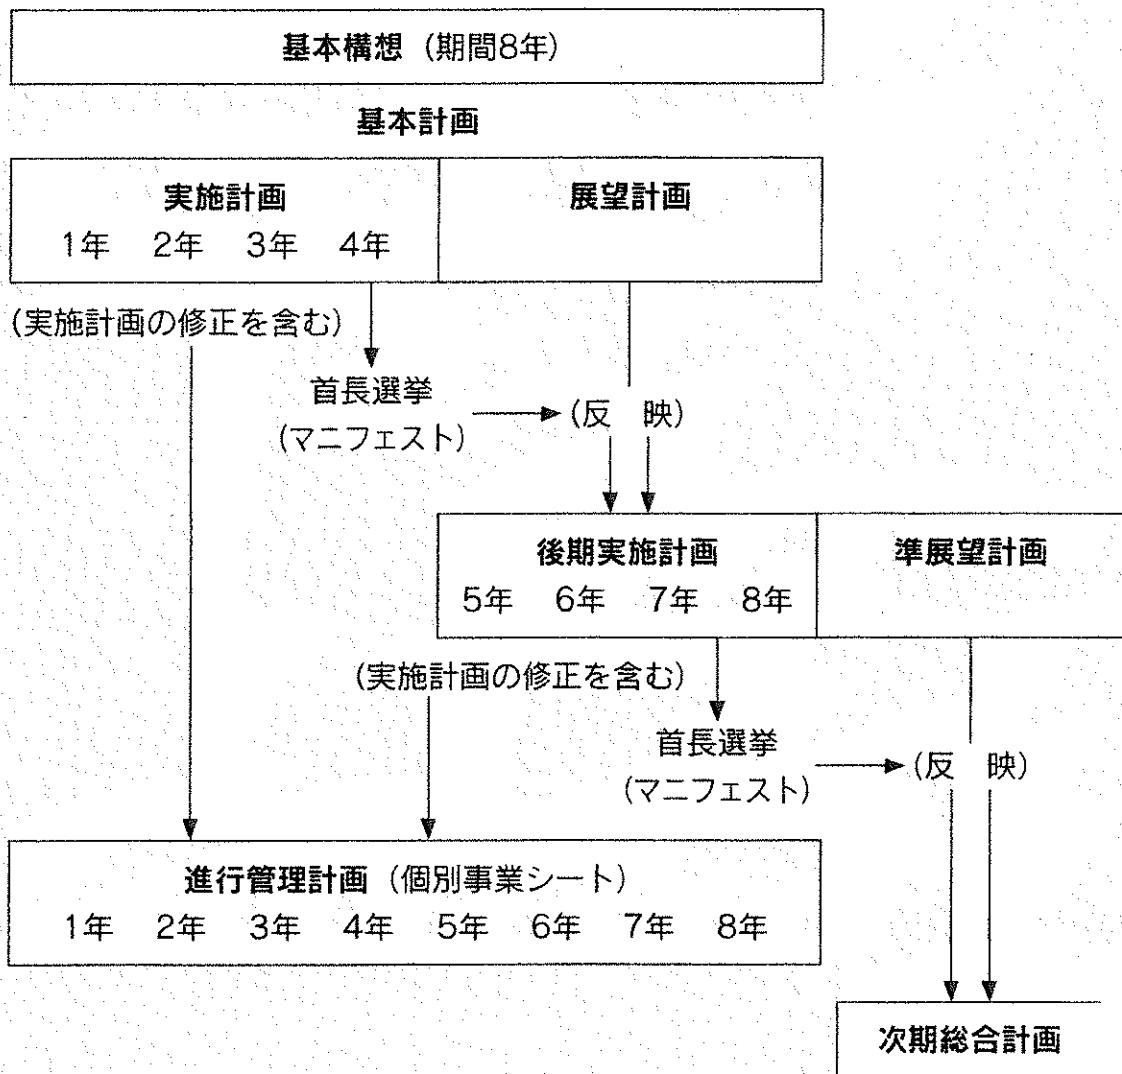 基本構想（期間8年）
基本計画
実施計画
1年 2年 3年 4年
展望計画
(実施計画の修正を含む)
首長選挙
(マニフェスト)
(反 映)
後期実施計画
5年 6年 7年 8年
準展望計画
(実施計画の修正を含む)
首長選挙
(マニフェスト)
(反 映)
進行管理計画（個別事業シート）
1年 2年 3年 4年 5年 6年 7年 8年
次期総合計画